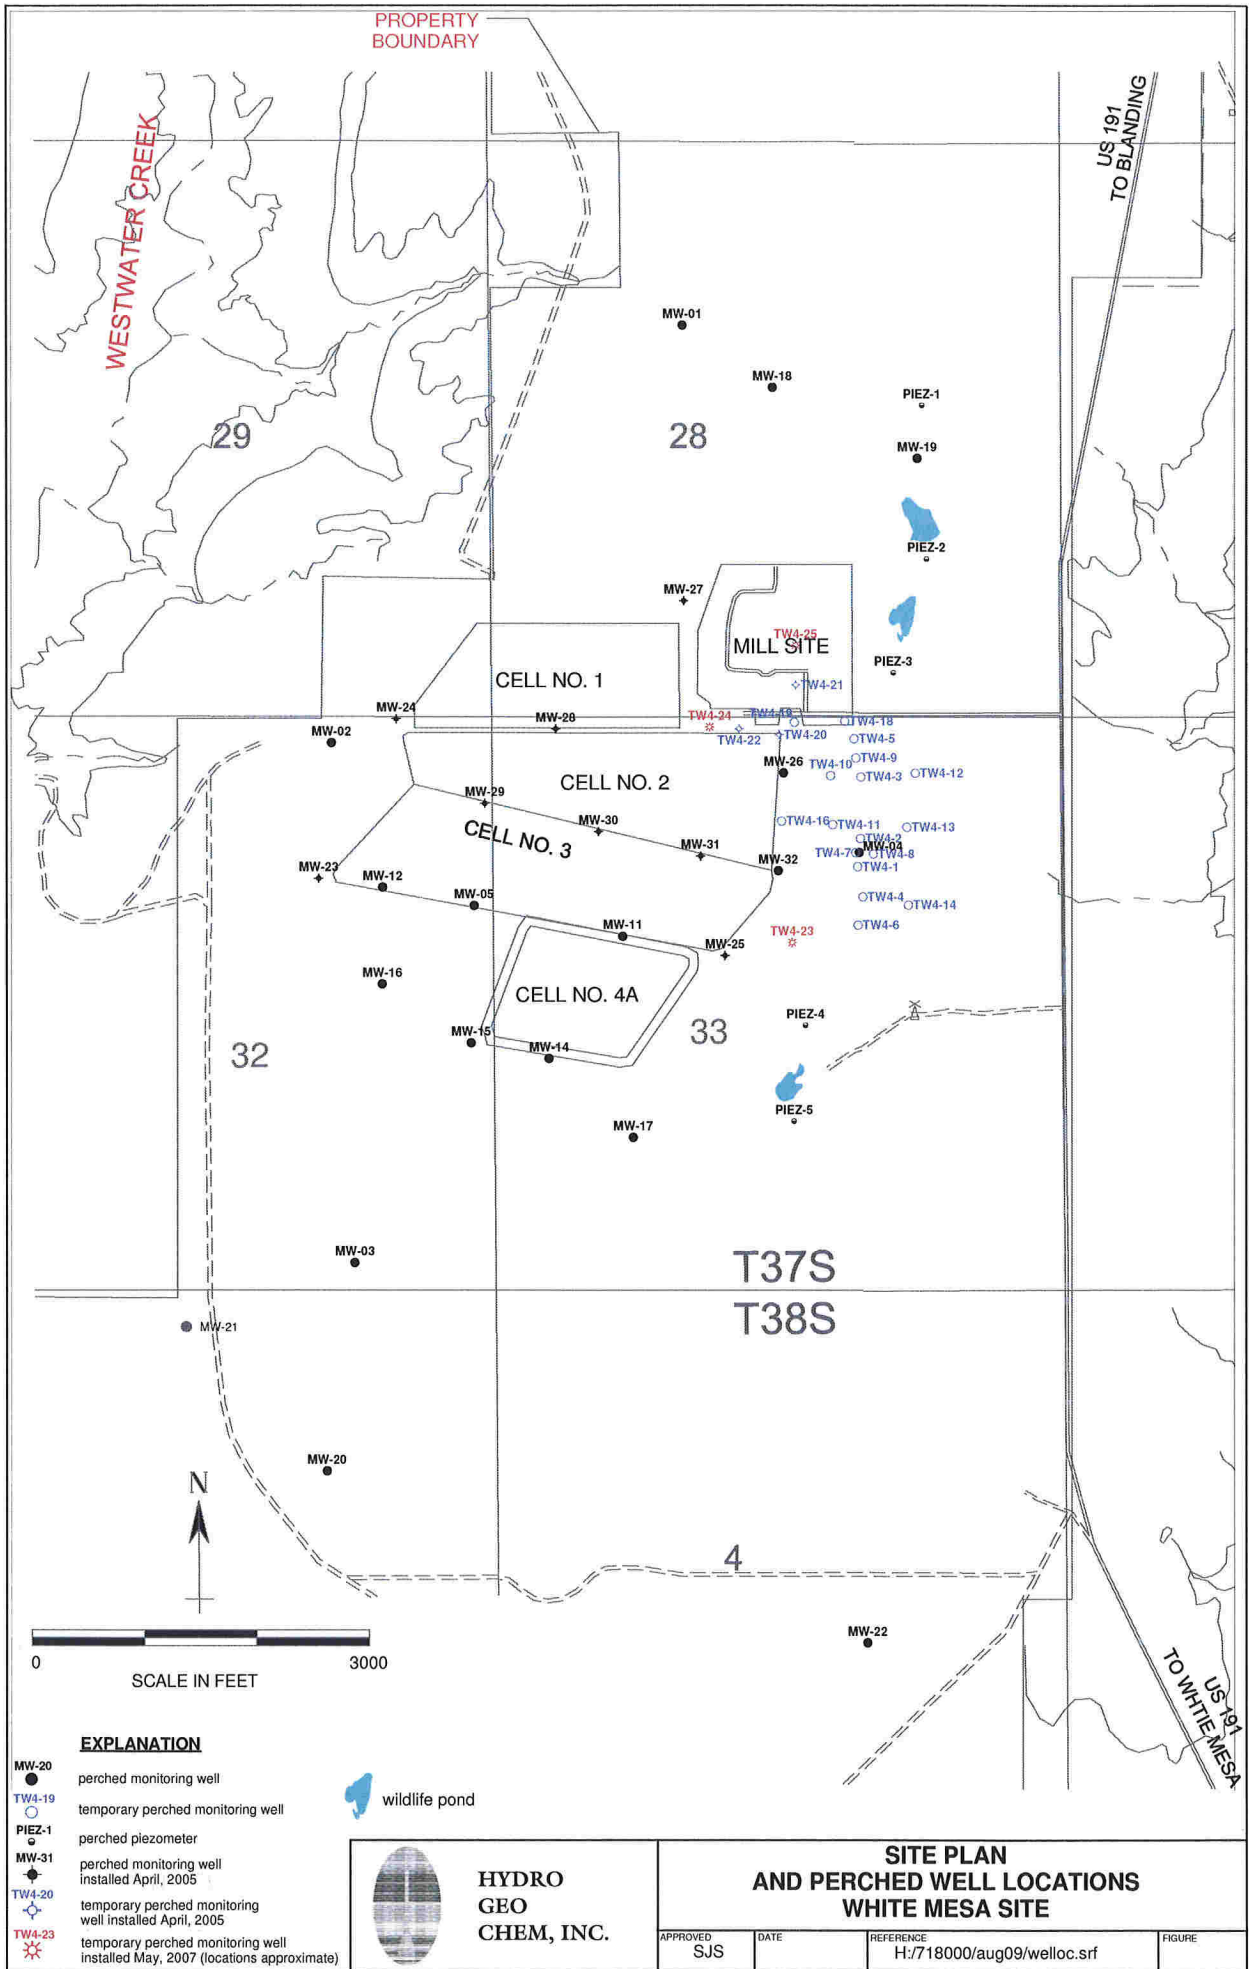 PROPERTY
BOUNDARY
WESTWATER CREEK
US 191
TO BLANDING
MW-01
MW-18
PIEZ-1
29
28
MW-19
PIEZ-2
MW-27
TW4-25
MILL SITE
PIEZ-3
CELL NO. 1
TW4-21
MW-24
MW-28
TW4-24
TW4-19
TW4-18
MW-02
TW4-22
TW4-20
TW4-5
TW4-9
MW-26
TW4-10
TW4-3
TW4-12
CELL NO. 2
MW-29
MW-30
TW4-16
TW4-11
TW4-13
CELL NO. 3
TW4-2
MW-31
TW4-7
MW-04
TW4-8
MW-32
TW4-1
MW-23
MW-12
MW-05
TW4-4
TW4-14
MW-11
TW4-6
TW4-23
MW-25
MW-16
CELL NO. 4A
PIEZ-4
33
MW-15
MW-14
32
PIEZ-5
MW-17
MW-03
T37S
T38S
MW-21
MW-20
N
4
MW-22
0
3000
SCALE IN FEET
US 191
TO WHTIE MESA
EXPLANATION
MW-20
perched monitoring well
TW4-19
temporary perched monitoring well
PIEZ-1
perched piezometer
MW-31
perched monitoring well
installed April, 2005
TW4-20
temporary perched monitoring
well installed April, 2005
TW4-23
temporary perched monitoring well
installed May, 2007 (locations approximate)
wildlife pond
HYDRO
GEO
CHEM, INC.
SITE PLAN
AND PERCHED WELL LOCATIONS
WHITE MESA SITE
APPROVED
SJS
DATE
REFERENCE
H:/718000/aug09/welloc.srf
FIGURE